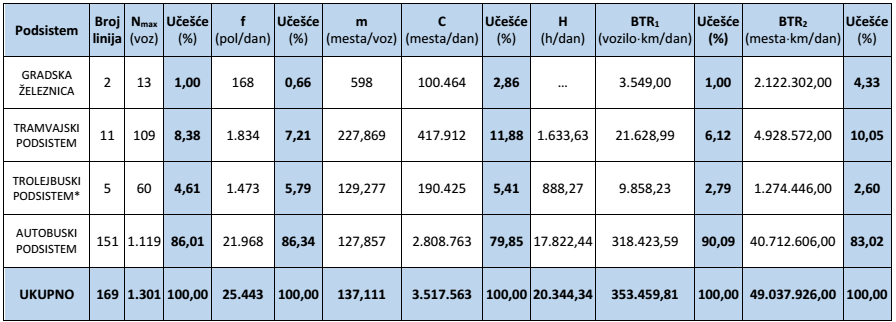 Podsistem Broj linija Nmax (voz) Učešće (%) f (pol/dan) Učešće (%) m (mesta/voz) C (mesta/dan) Učešće (%) H (h/dan) BTR₁ (vozilo·km/dan) Učešće (%) BTR₂ (mesta·km/dan) Učešće (%)
GRADSKA ŽELEZNICA 2 13 1,00 168 0,66 598 100.464 2,86 ... 3.549,00 1,00 2.122.302,00 4,33
TRAMVAJSKI PODSISTEM 11 109 8,38 1.834 7,21 227,869 417.912 11,88 1.633,63 21.628,99 6,12 4.928.572,00 10,05
TROLEJBUSKI PODSISTEM* 5 60 4,61 1.473 5,79 129,277 190.425 5,41 888,27 9.858,23 2,79 1.274.446,00 2,60
AUTOBUSKI PODSISTEM 151 1.119 86,01 21.968 86,34 127,857 2.808.763 79,85 17.822,44 318.423,59 90,09 40.712.606,00 83,02
UKUPNO 169 1.301 100,00 25.443 100,00 137,111 3.517.563 100,00 20.344,34 353.459,81 100,00 49.037.926,00 100,00